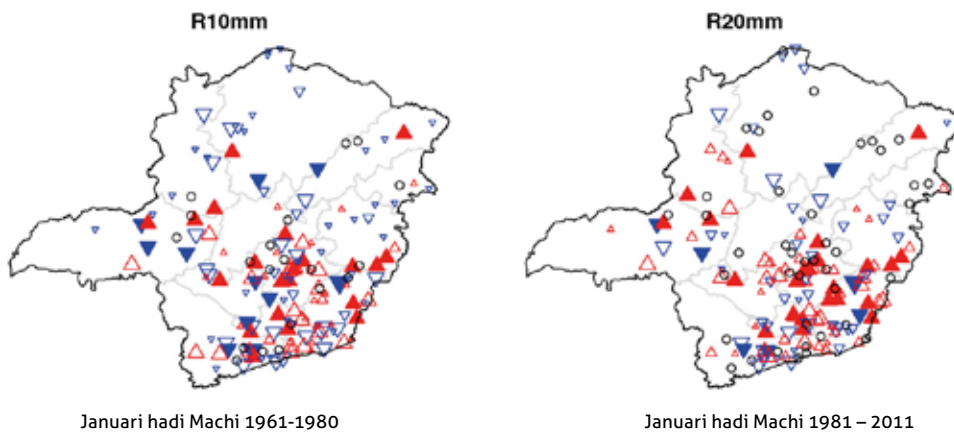 R10mm
R20mm
Januari hadi Machi 1961-1980
Januari hadi Machi 1981 – 2011